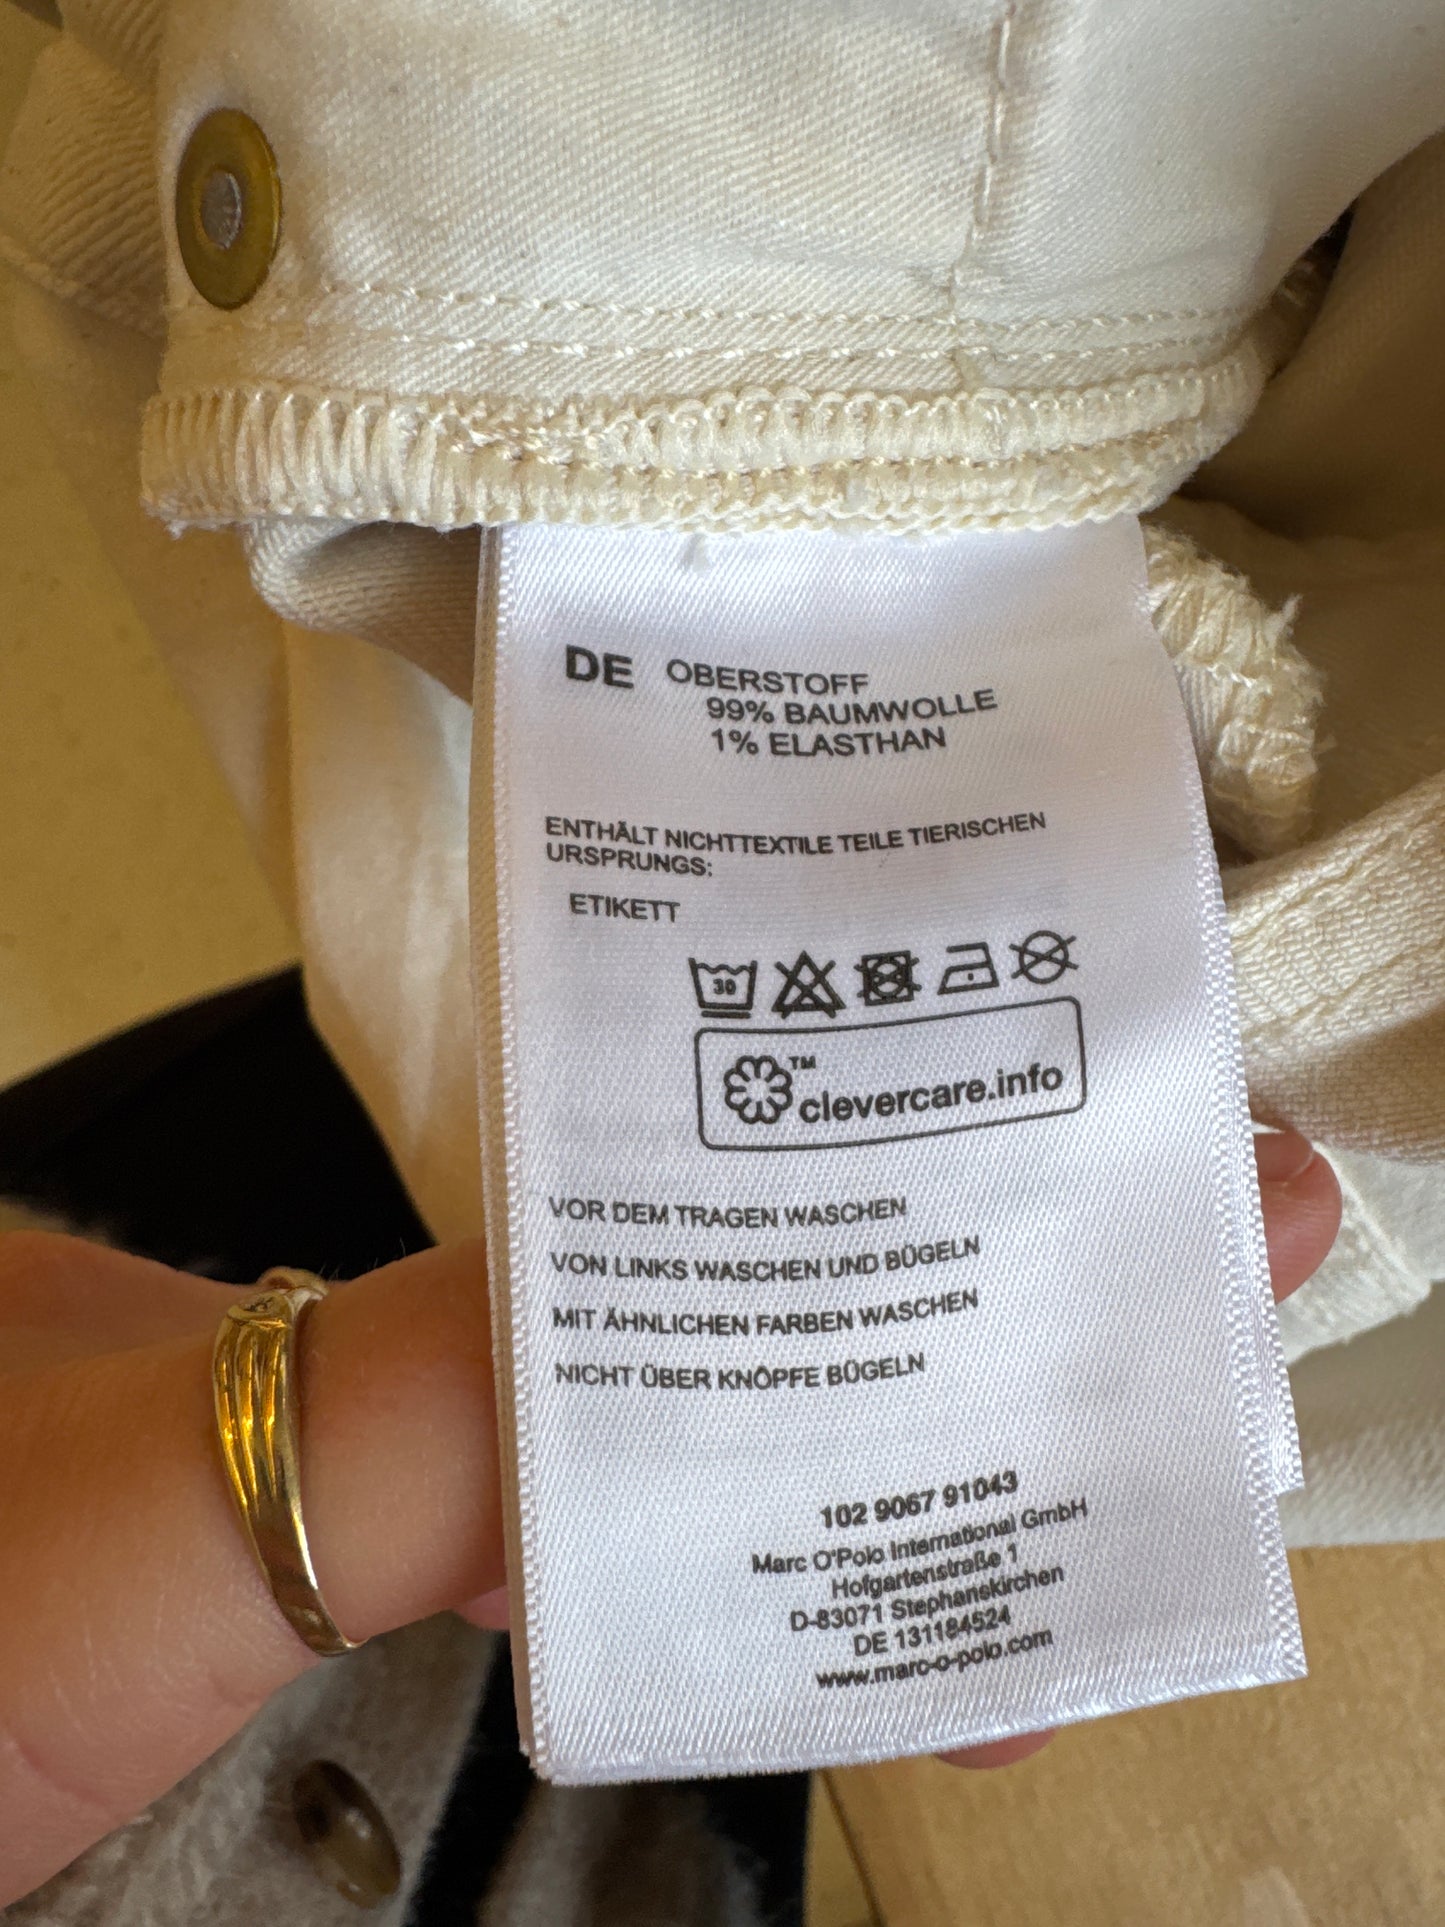 DE OBERSTOFF
99% BAUMWOLLE
1% ELASTHAN
ENTHÄLT NICHTTEXTILE TEILE TIERISCHEN
URSPRUNGS:
ETIKETT
30
™
clevercare.info
VOR DEM TRAGEN WASCHEN
VON LINKS WASCHEN UND BÜGELN
MIT ÄHNLICHEN FARBEN WASCHEN
NICHT ÜBER KNÖPFE BÜGELN
102 9067 91043
Marc O'Polo International GmbH
Hofgartenstraße 1
D-83071 Stephanskirchen
DE 131184524
www.marc-o-polo.com